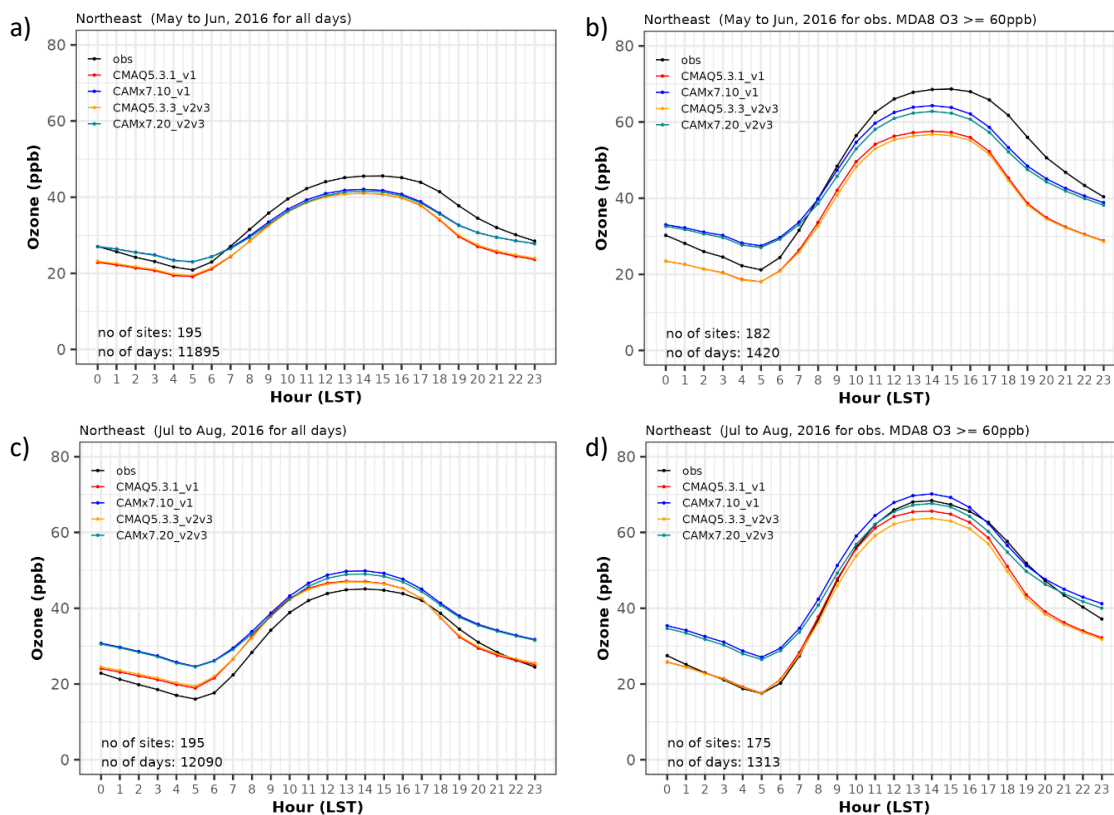 a)
Northeast (May to Jun, 2016 for all days)
Ozone (ppb)
80
60
40
20
0
obs
CMAQ5.3.1_v1
CAMx7.10_v1
CMAQ5.3.3_v2v3
CAMx7.20_v2v3
no of sites: 195
no of days: 11895
0 1 2 3 4 5 6 7 8 9 10 11 12 13 14 15 16 17 18 19 20 21 22 23
Hour (LST)
b)
Northeast (May to Jun, 2016 for obs. MDA8 O3 >= 60ppb)
Ozone (ppb)
80
60
40
20
0
obs
CMAQ5.3.1_v1
CAMx7.10_v1
CMAQ5.3.3_v2v3
CAMx7.20_v2v3
no of sites: 182
no of days: 1420
0 1 2 3 4 5 6 7 8 9 10 11 12 13 14 15 16 17 18 19 20 21 22 23
Hour (LST)
c)
Northeast (Jul to Aug, 2016 for all days)
Ozone (ppb)
80
60
40
20
0
obs
CMAQ5.3.1_v1
CAMx7.10_v1
CMAQ5.3.3_v2v3
CAMx7.20_v2v3
no of sites: 195
no of days: 12090
0 1 2 3 4 5 6 7 8 9 10 11 12 13 14 15 16 17 18 19 20 21 22 23
Hour (LST)
d)
Northeast (Jul to Aug, 2016 for obs. MDA8 O3 >= 60ppb)
Ozone (ppb)
80
60
40
20
0
obs
CMAQ5.3.1_v1
CAMx7.10_v1
CMAQ5.3.3_v2v3
CAMx7.20_v2v3
no of sites: 175
no of days: 1313
0 1 2 3 4 5 6 7 8 9 10 11 12 13 14 15 16 17 18 19 20 21 22 23
Hour (LST)